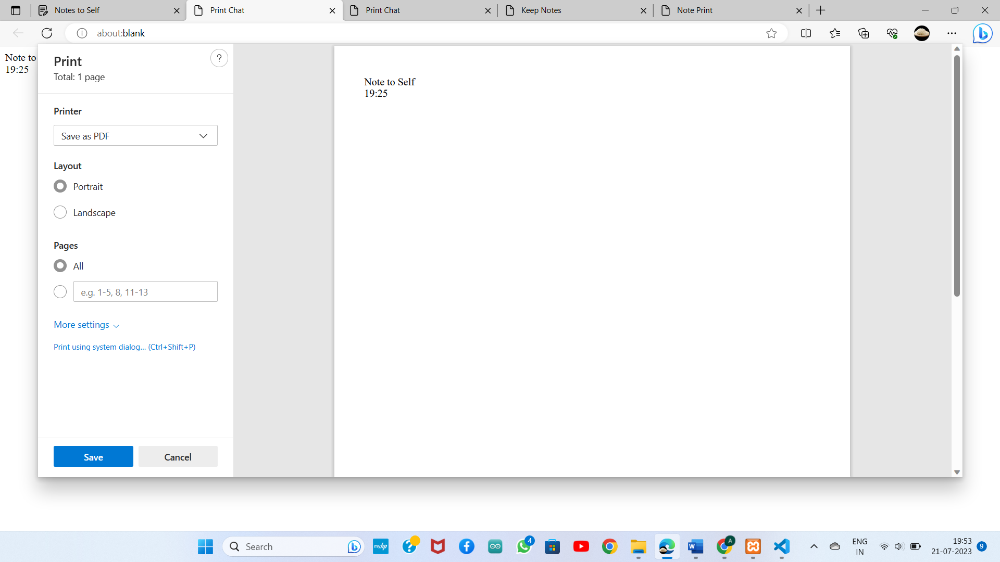 Notes to Self
Print Chat
Print Chat
Keep Notes
Note Print
about:blank
Note to
19:25
Print
Total: 1 page
?
Printer
Save as PDF
Layout
Portrait
Landscape
Pages
All
e.g. 1-5, 8, 11-13
More settings
Print using system dialog... (Ctrl+Shift+P)
Save
Cancel
Note to Self
19:25
Search
myhp
4
A
ENG
IN
19:53
21-07-2023
9